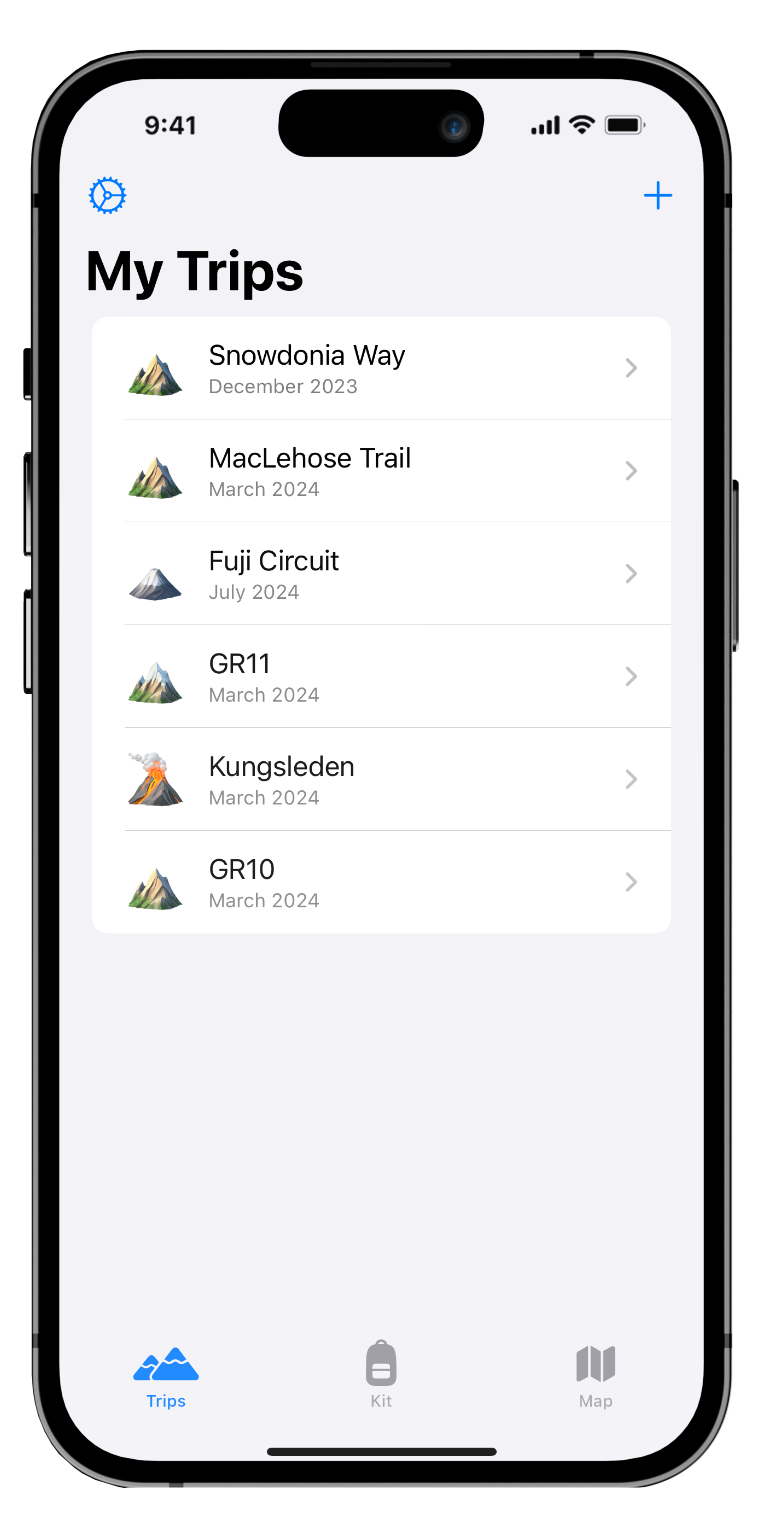 9:41
My Trips
Snowdonia Way
December 2023
MacLehose Trail
March 2024
Fuji Circuit
July 2024
GR11
March 2024
Kungsleden
March 2024
GR10
March 2024
Trips
Kit
Map